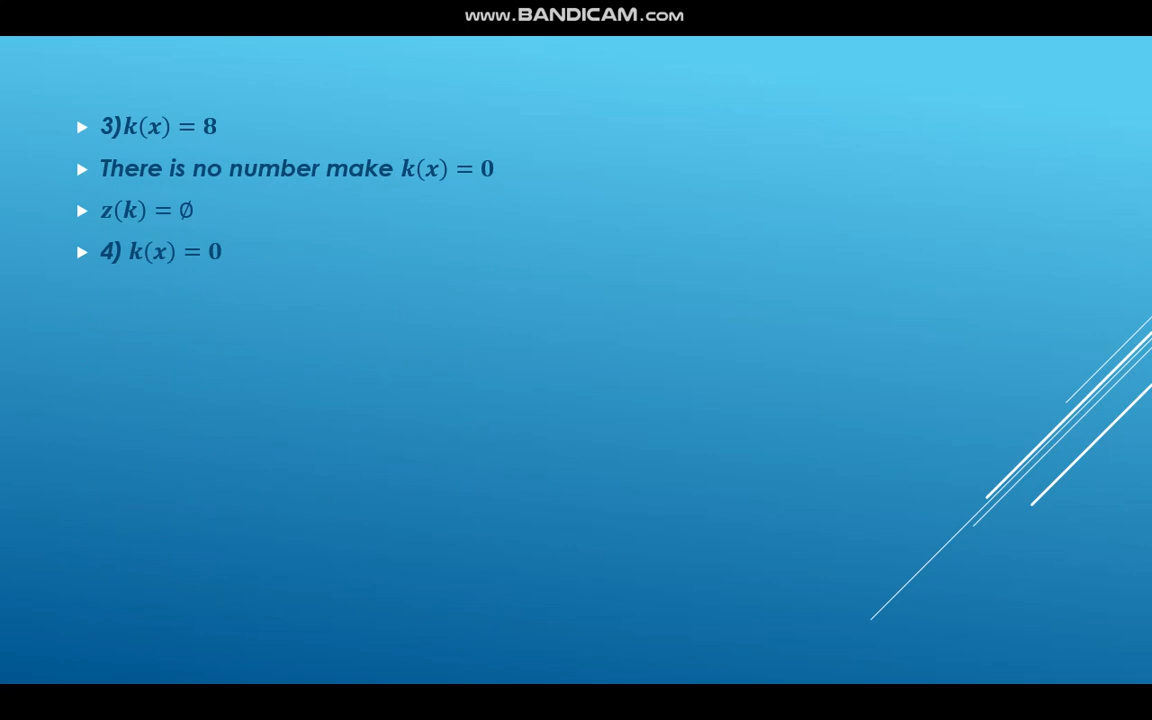 www.BANDICAM.com
3)k(x) = 8
There is no number make k(x) = 0
z(k) = ∅
4) k(x) = 0